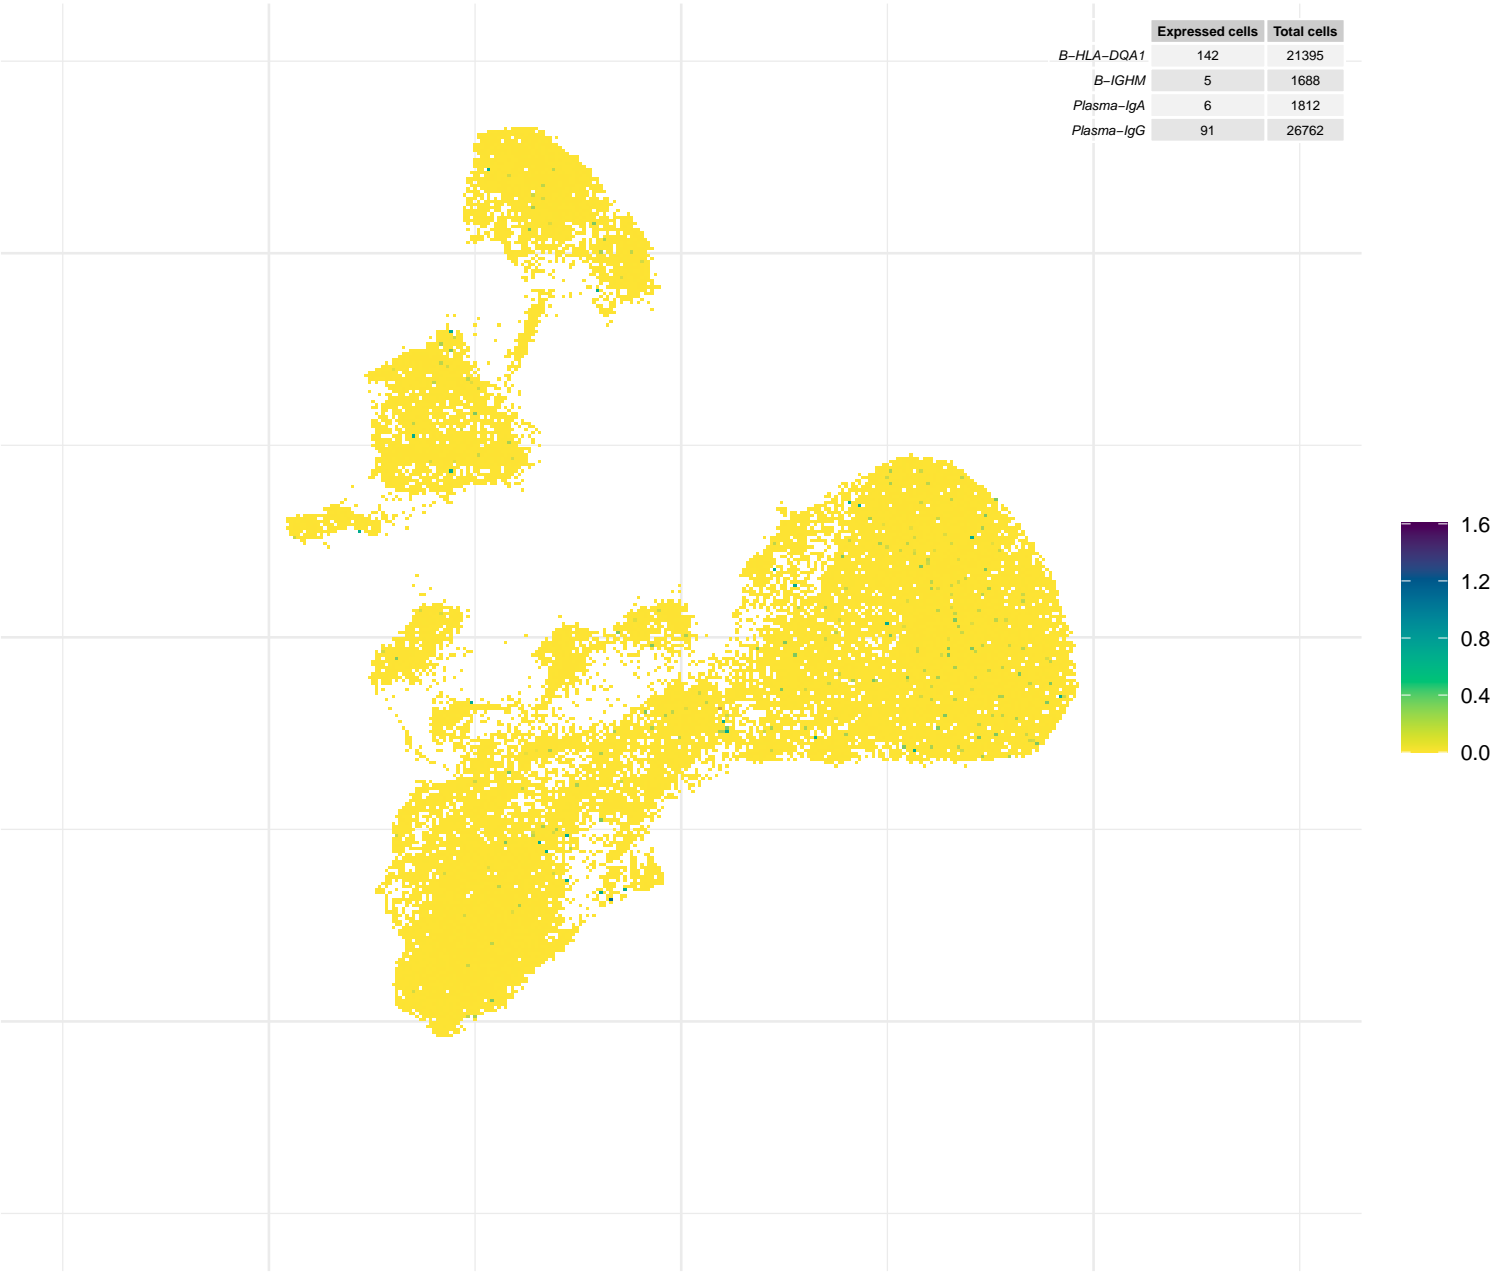 Expressed cells Total cells
B−HLA−DQA1 142 21395
B−IGHM 5 1688
Plasma−IgA 6 1812
Plasma−IgG 91 26762
1.6
1.2
0.8
0.4
0.0